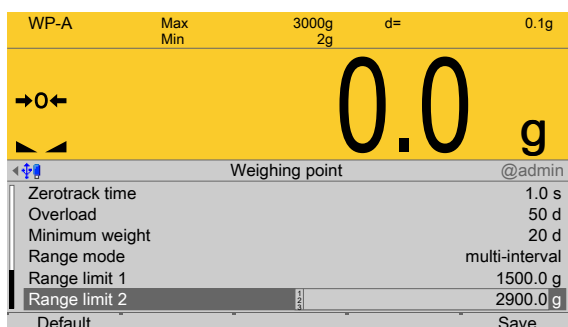 WP-A Max 3000g d= 0.1g
Min 2g
→0←
0.0 g
Weighing point @admin
Zerotrack time 1.0 s
Overload 50 d
Minimum weight 20 d
Range mode multi-interval
Range limit 1 1500.0 g
Range limit 2 123 2900.0 g
Default Save